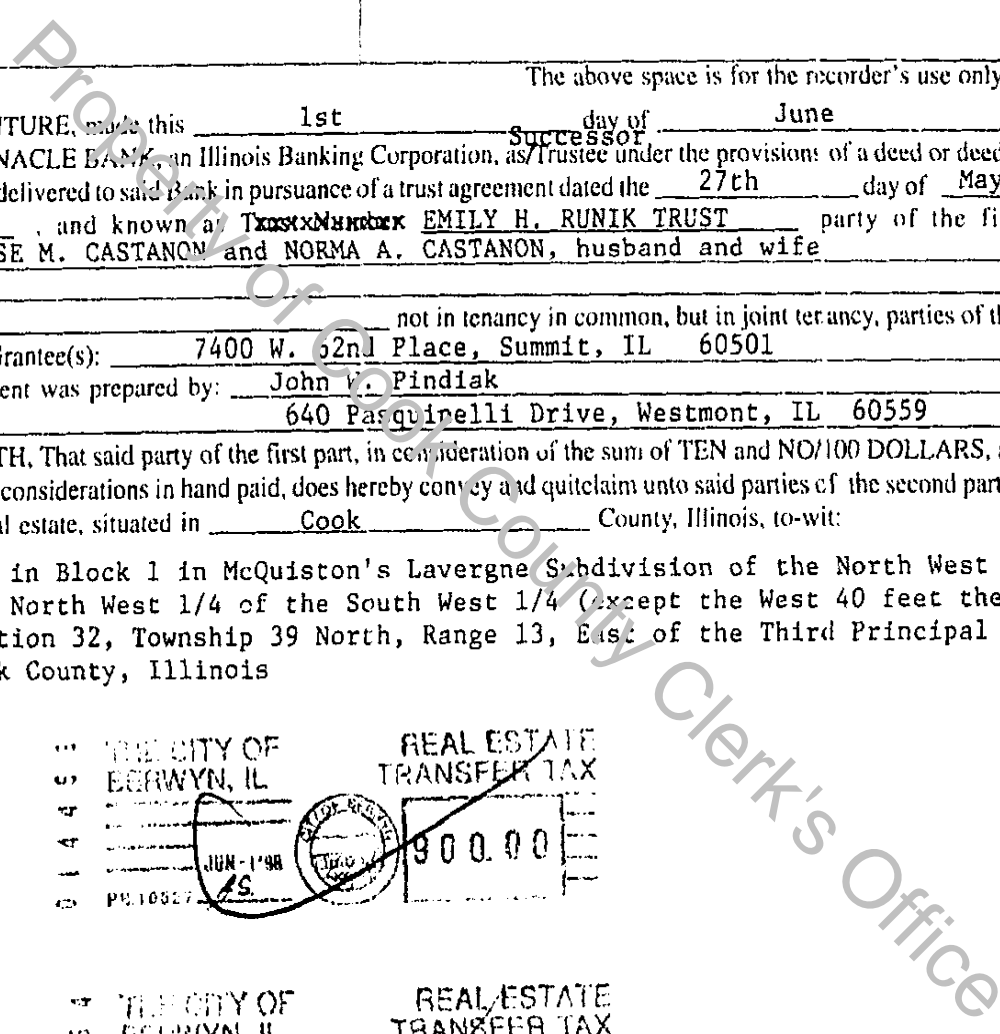 The above space is for the recorder's use only
TURE, made this 1st day of June
NACLE BANK, an Illinois Banking Corporation, as/Trustee under the provisions of a deed or deed
Successor
delivered to said Bank in pursuance of a trust agreement dated the 27th day of May
, and known as EMILY H. RUNIK TRUST party of the fi
SE M. CASTANON and NORMA A. CASTANON, husband and wife
not in tenancy in common, but in joint tenancy, parties of t
rantee(s): 7400 W. 62nd Place, Summit, IL 60501
ent was prepared by: John W. Pindiak
640 Pasquinelli Drive, Westmont, IL 60559
TH, That said party of the first part, in consideration of the sum of TEN and NO/100 DOLLARS,
considerations in hand paid, does hereby convey and quitclaim unto said parties of the second part
l estate, situated in Cook County, Illinois, to-wit:
in Block 1 in McQuiston's Lavergne Subdivision of the North West
North West 1/4 of the South West 1/4 (except the West 40 feet the
tion 32, Township 39 North, Range 13, East of the Third Principal
k County, Illinois
THE CITY OF BERWYN, IL
REAL ESTATE TRANSFER TAX
JUN-1'98
900.00
J.S.
P.B.10527
THE CITY OF BERWYN, IL
REAL ESTATE TRANSFER TAX
Property of Cook County Clerk's Office